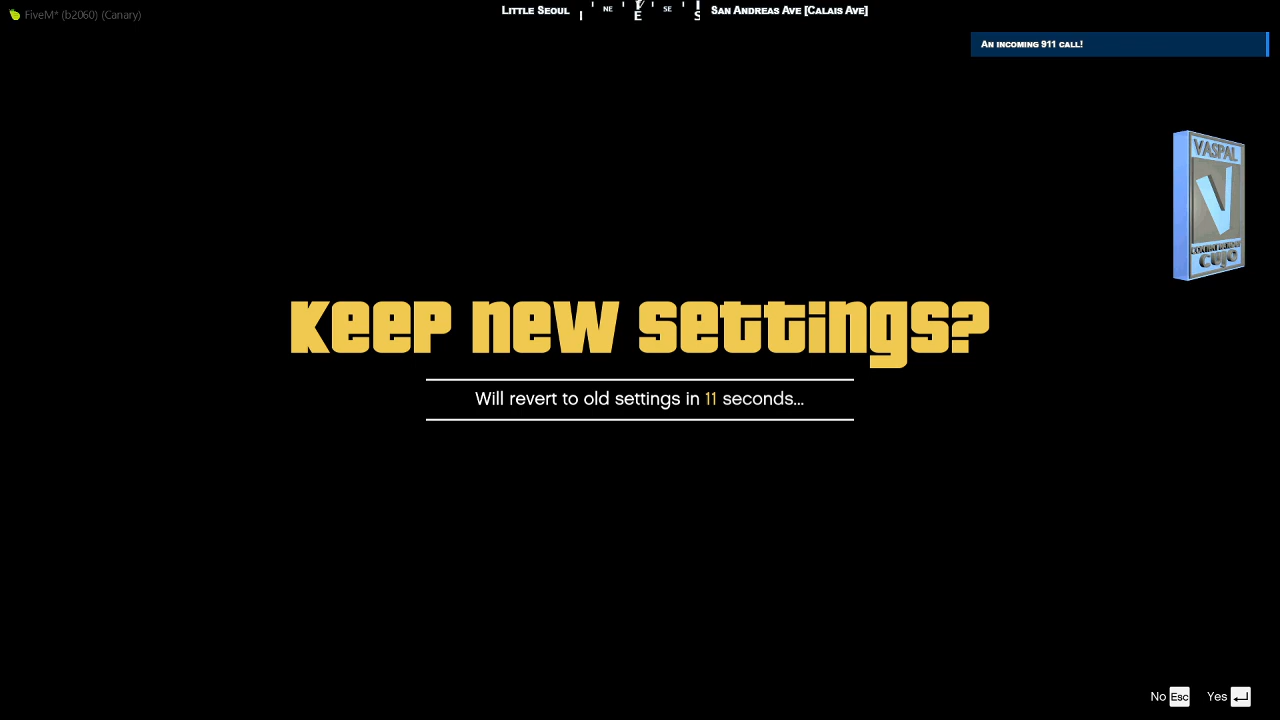 FiveM* (b2060) (Canary)
Little Seoul
NE
E
SE
S
San Andreas Ave [Calais Ave]
An incoming 911 call!
VASPAL
V
CUJO
Keep new settings?
Will revert to old settings in 11 seconds...
No Esc Yes